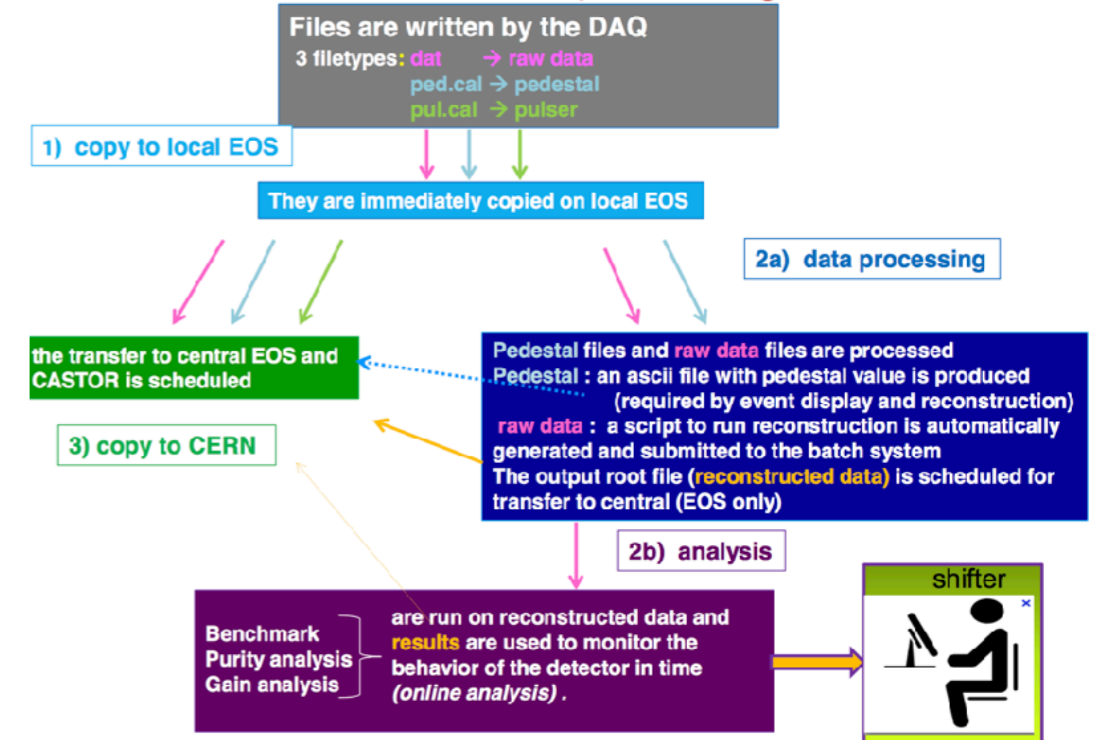 Files are written by the DAQ
3 filetypes: dat → raw data
ped.cal → pedestal
pul.cal → pulser
1) copy to local EOS
They are immediately copied on local EOS
2a) data processing
the transfer to central EOS and
CASTOR is scheduled
Pedestal files and raw data files are processed
Pedestal : an ascii file with pedestal value is produced
(required by event display and reconstruction)
raw data : a script to run reconstruction is automatically
generated and submitted to the batch system
The output root file (reconstructed data) is scheduled for
transfer to central (EOS only)
3) copy to CERN
2b) analysis
shifter
Benchmark
Purity analysis
Gain analysis
are run on reconstructed data and
results are used to monitor the
behavior of the detector in time
(online analysis) .